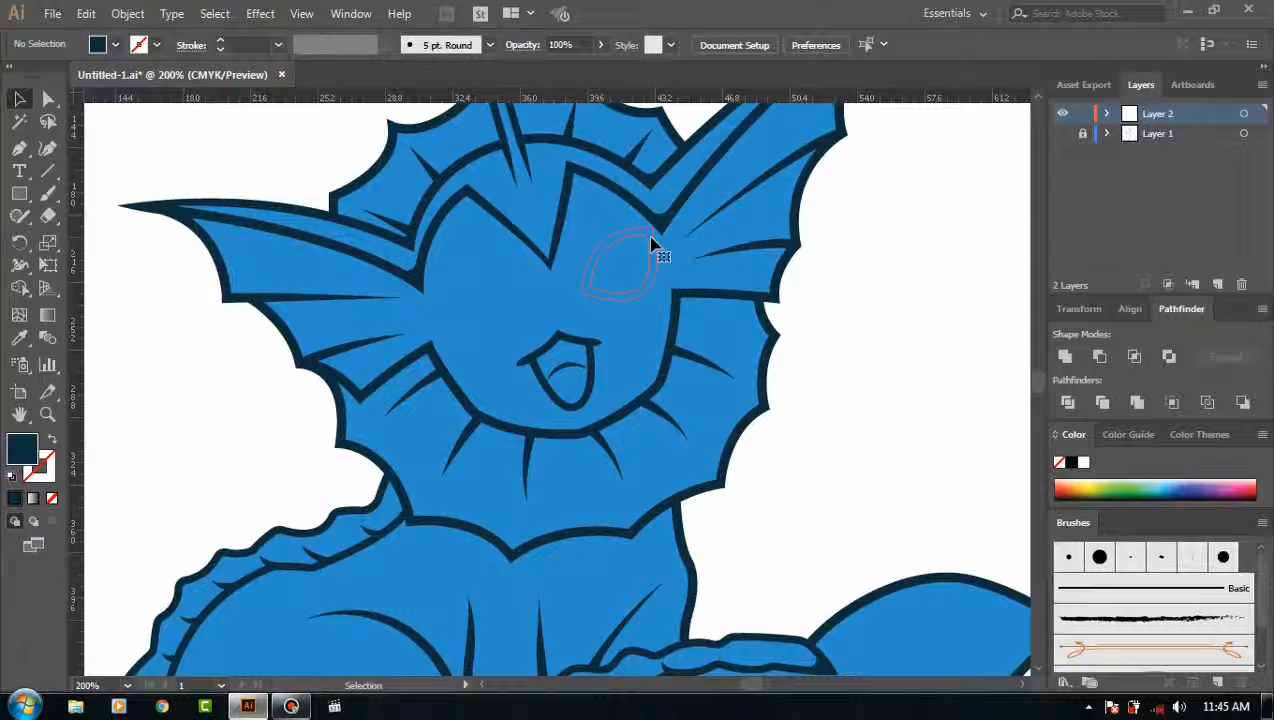 Ai File Edit Object Type Select Effect View Window Help St Essentials Search Adobe Stock
No Selection Stroke: 5 pt. Round Opacity: 100% Style: Document Setup Preferences
Untitled-1.ai* @ 200% (CMYK/Preview)
144 180 216 252 288 324 360 396 432 468 504 540 576 612
Asset Export Layers Artboards
Layer 2
Layer 1
2 Layers
Transform Align Pathfinder
Shape Modes:
Pathfinders:
Color Color Guide Color Themes
Brushes
Basic
200% 1 Selection
Ai 11:45 AM